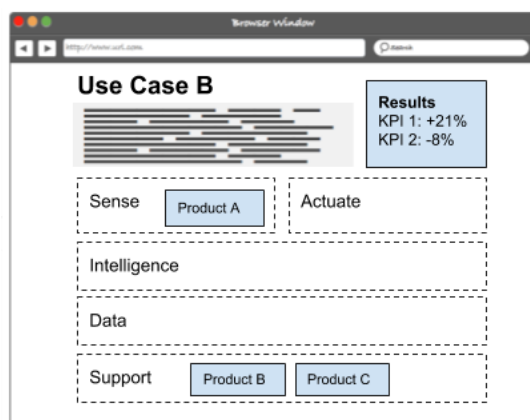 Browser Window
http://www.url.com
Search
Use Case B
Results
KPI 1: +21%
KPI 2: -8%
Sense
Product A
Actuate
Intelligence
Data
Support
Product B
Product C